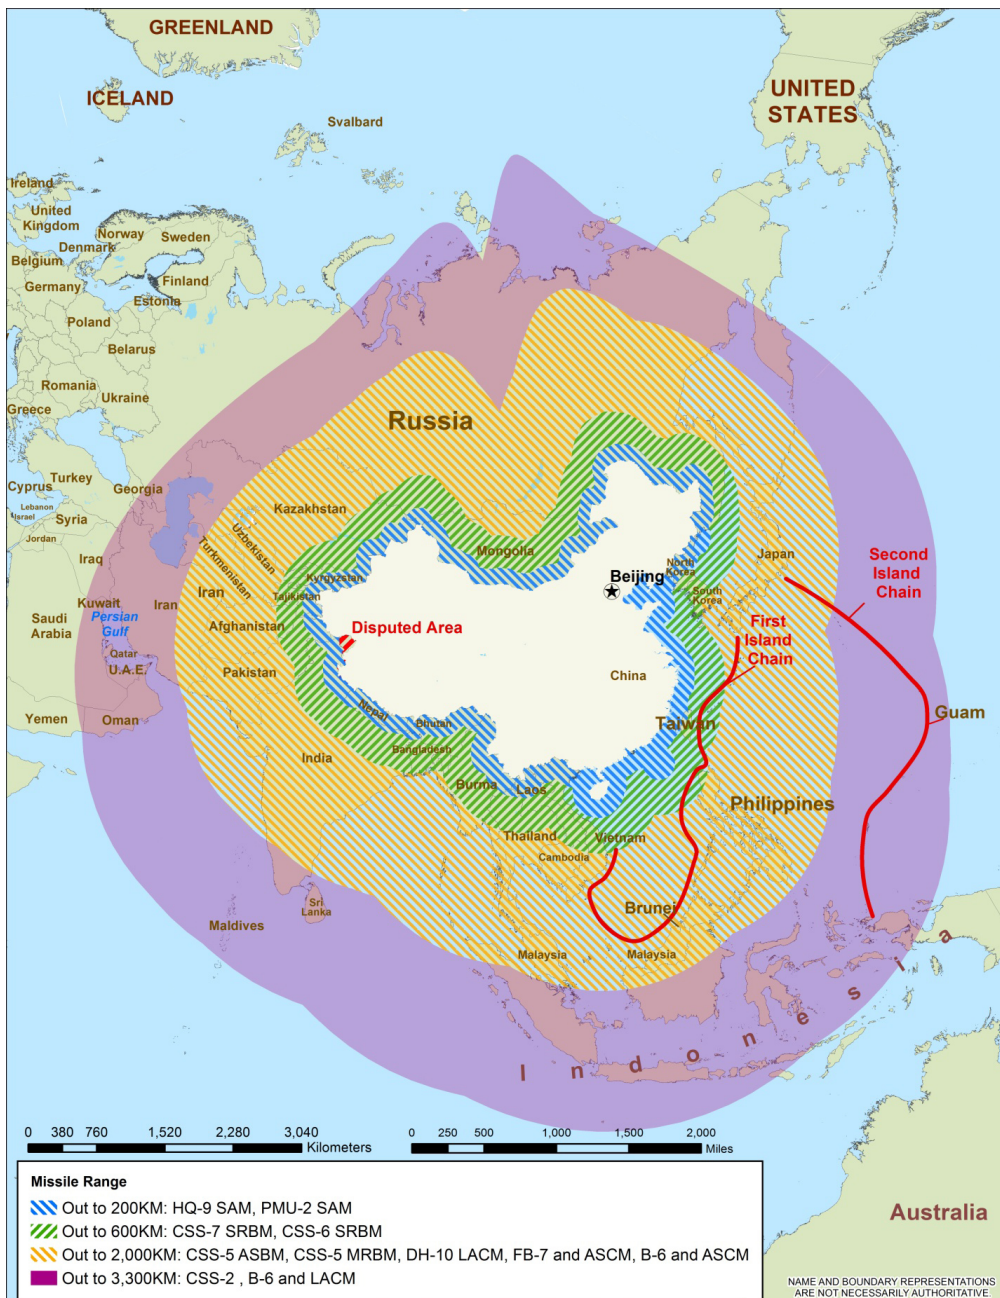 GREENLAND
ICELAND
UNITED
STATES
Svalbard
Ireland
United
Kingdom
Norway
Sweden
Denmark
Belgium
Finland
Germany
Estonia
Poland
Belarus
Romania
Ukraine
Greece
Russia
Turkey
Georgia
Cyprus
Lebanon
Israel
Syria
Jordan
Kazakhstan
Uzbekistan
Turkmenistan
Mongolia
Iraq
Kyrgyzstan
Tajikistan
Beijing
North
Korea
South
Korea
Japan
Second
Island
Chain
Kuwait
Iran
Iran
Persian
Gulf
Saudi
Arabia
Afghanistan
Disputed Area
First
Island
Chain
Qatar
U.A.E.
Pakistan
China
Yemen
Oman
Nepal
Bhutan
Taiwan
Guam
India
Bangladesh
Burma
Laos
Philippines
Thailand
Vietnam
Cambodia
Sri
Lanka
Maldives
Brunei
Malaysia
Malaysia
Indonesia
0 380 760 1,520 2,280 3,040
Kilometers
0 250 500 1,000 1,500 2,000
Miles
Missile Range
Out to 200KM: HQ-9 SAM, PMU-2 SAM
Out to 600KM: CSS-7 SRBM, CSS-6 SRBM
Out to 2,000KM: CSS-5 ASBM, CSS-5 MRBM, DH-10 LACM, FB-7 and ASCM, B-6 and ASCM
Out to 3,300KM: CSS-2 , B-6 and LACM
Australia
NAME AND BOUNDARY REPRESENTATIONS
ARE NOT NECESSARILY AUTHORITATIVE.